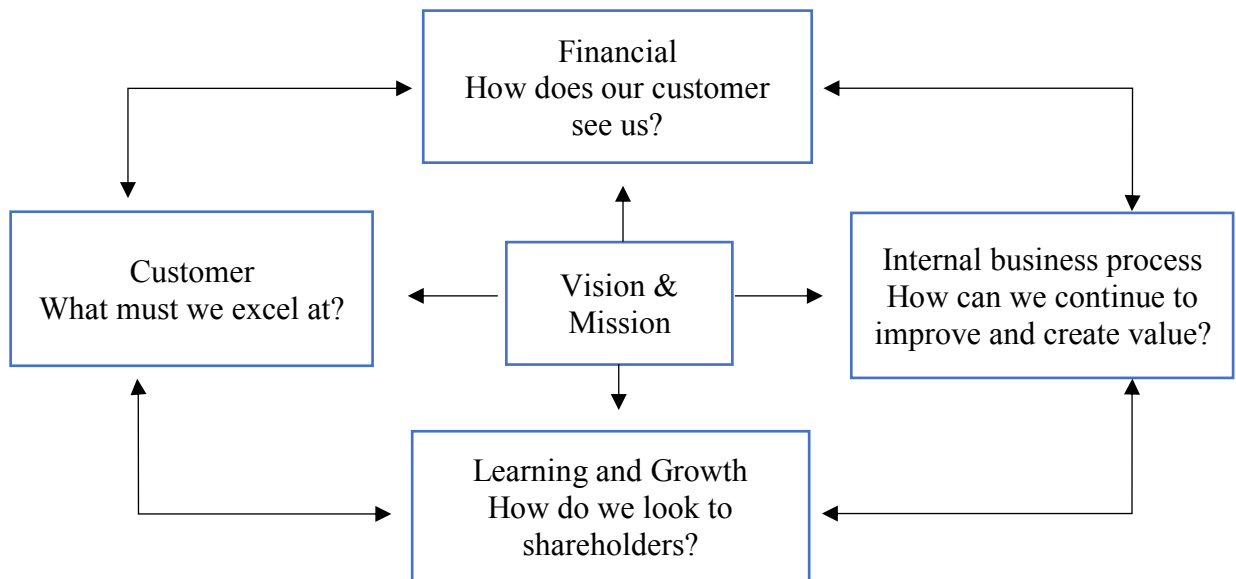 Financial
How does our customer
see us?
Customer
What must we excel at?
Vision &
Mission
Internal business process
How can we continue to
improve and create value?
Learning and Growth
How do we look to
shareholders?